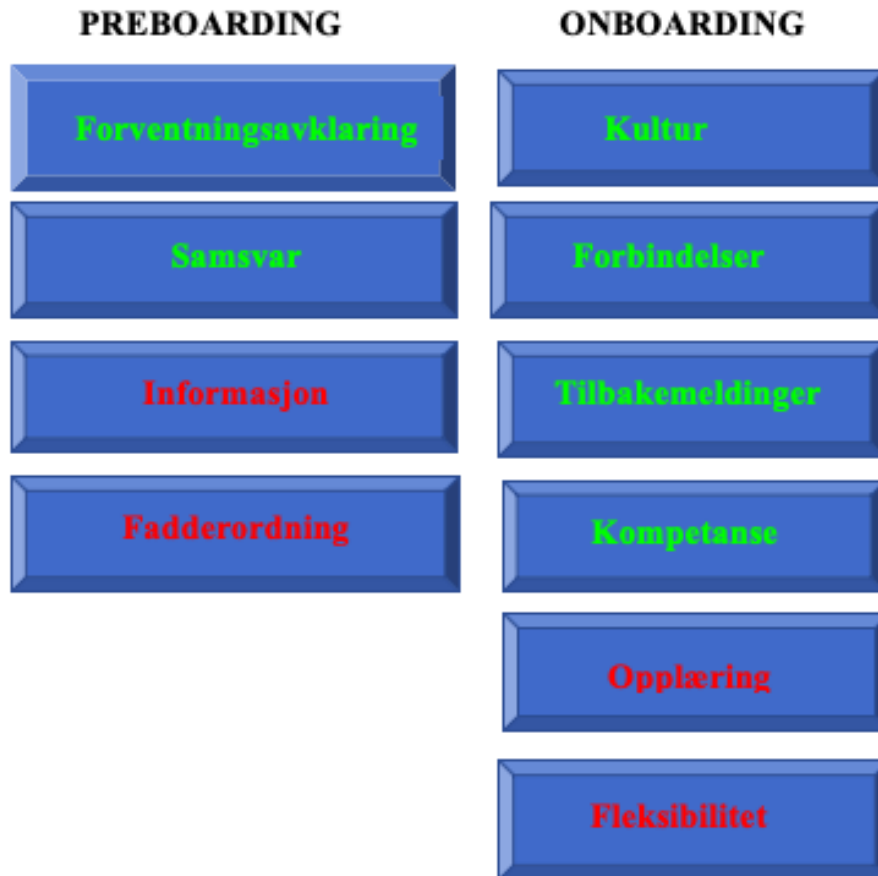 PREBOARDING
Forventningsavklaring
Samsvar
Informasjon
Fadderordning
ONBOARDING
Kultur
Forbindelser
Tilbakemeldinger
Kompetanse
Opplæring
Fleksibilitet